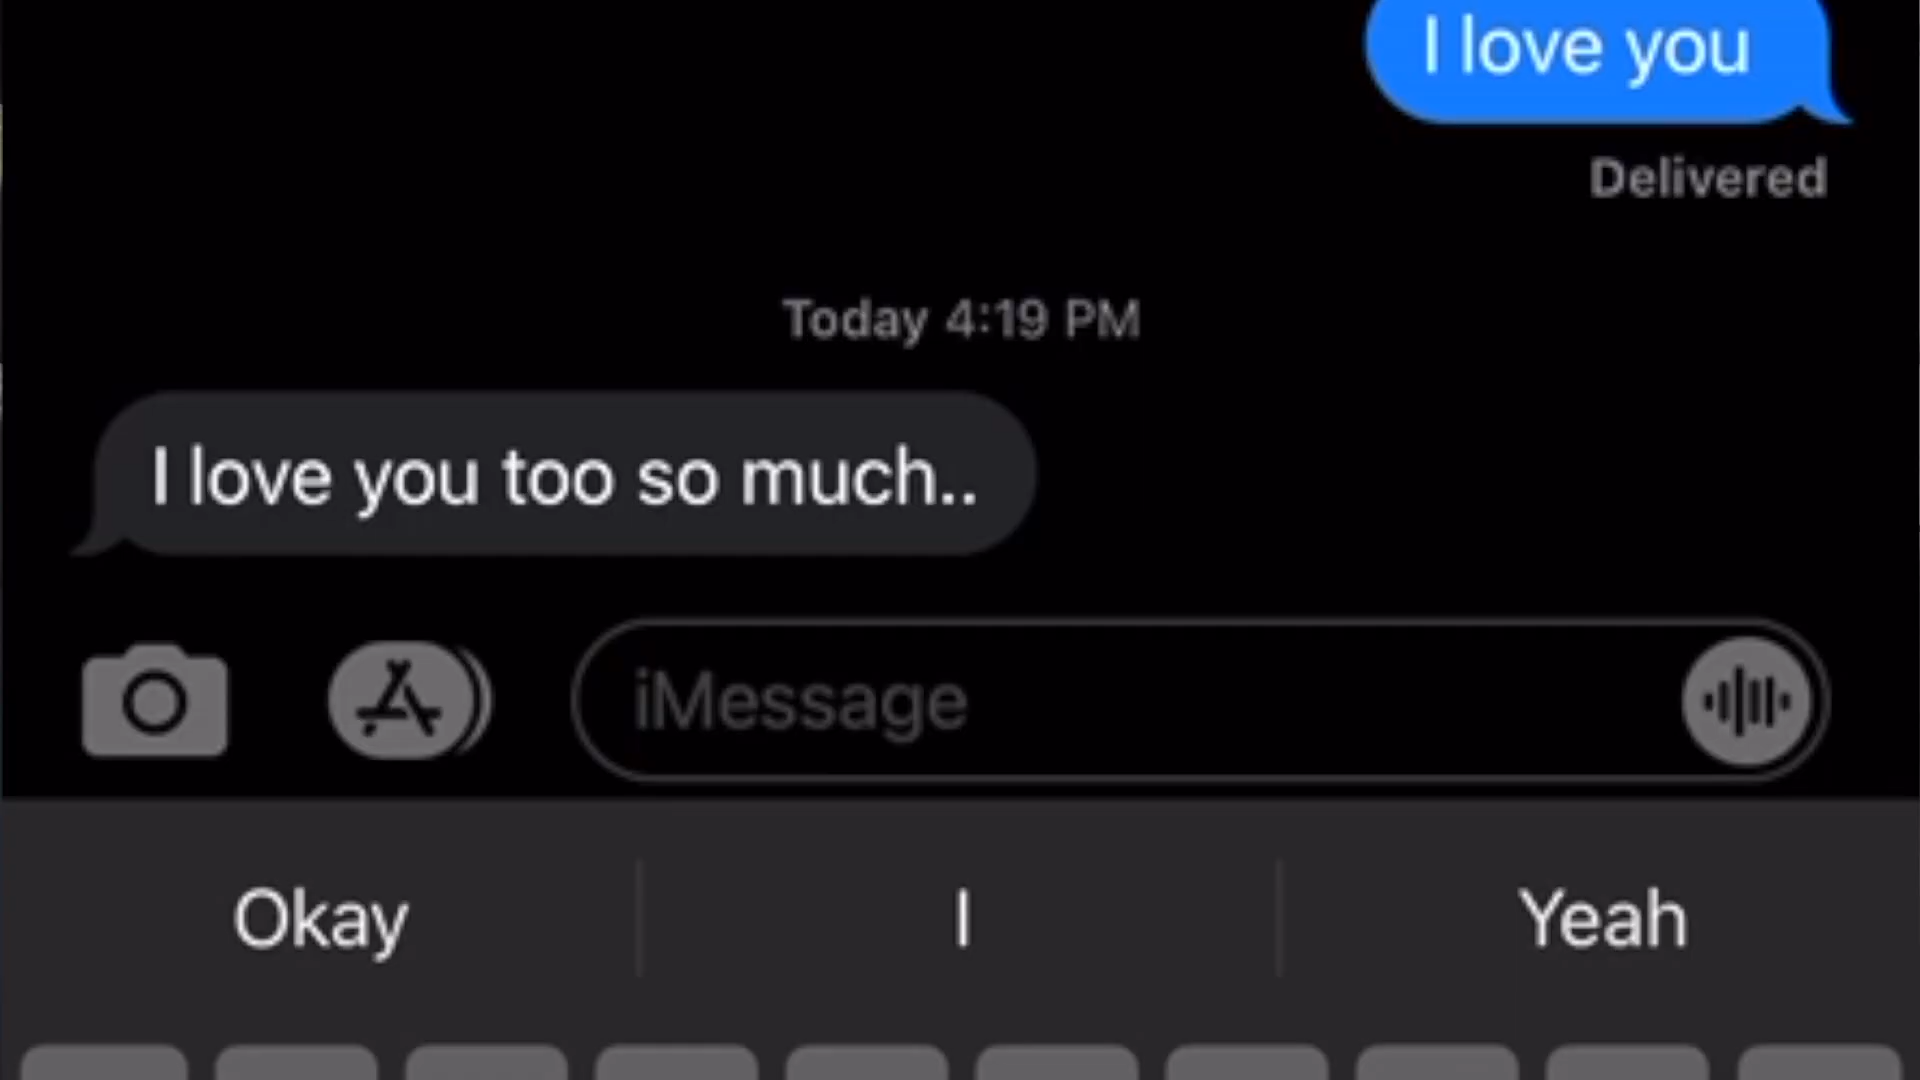 I love you
Delivered
Today 4:19 PM
I love you too so much..
iMessage
Okay
I
Yeah